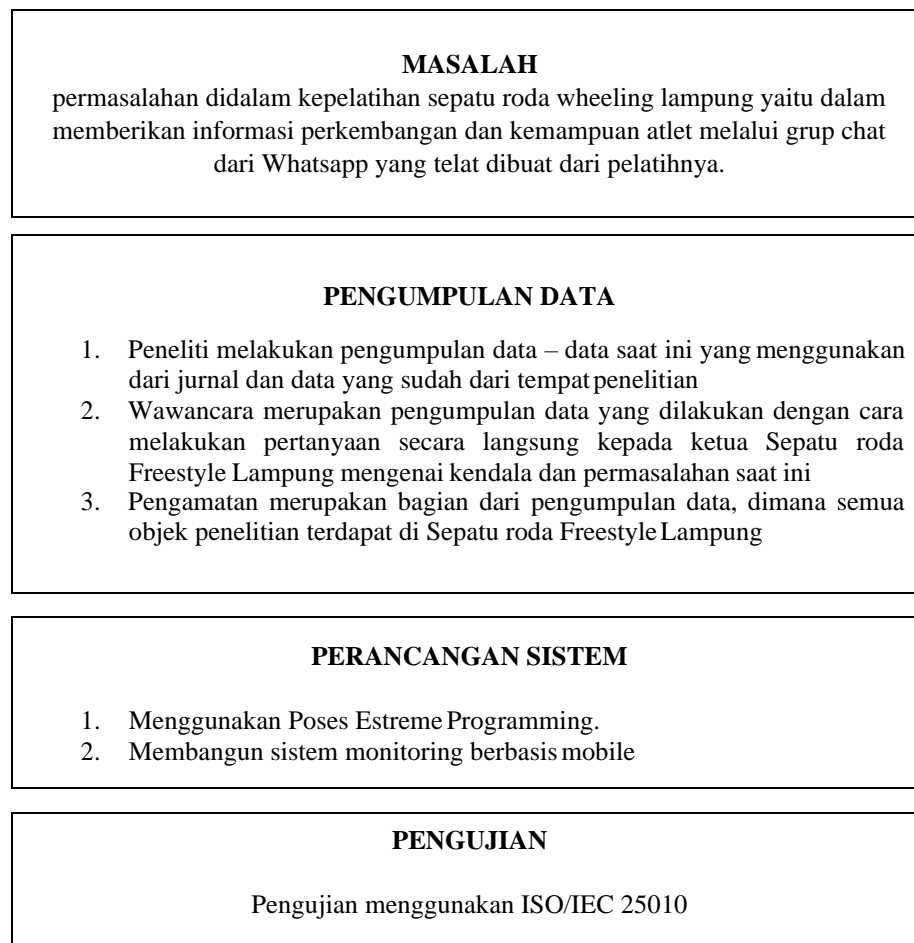 MASALAH
permasalahan didalam kepelatihan sepatu roda wheeling lampung yaitu dalam
memberikan informasi perkembangan dan kemampuan atlet melalui grup chat
dari Whatsapp yang telat dibuat dari pelatihnya.
PENGUMPULAN DATA
1. Peneliti melakukan pengumpulan data – data saat ini yang menggunakan
dari jurnal dan data yang sudah dari tempat penelitian
2. Wawancara merupakan pengumpulan data yang dilakukan dengan cara
melakukan pertanyaan secara langsung kepada ketua Sepatu roda
Freestyle Lampung mengenai kendala dan permasalahan saat ini
3. Pengamatan merupakan bagian dari pengumpulan data, dimana semua
objek penelitian terdapat di Sepatu roda Freestyle Lampung
PERANCANGAN SISTEM
1. Menggunakan Poses Estreme Programming.
2. Membangun sistem monitoring berbasis mobile
PENGUJIAN
Pengujian menggunakan ISO/IEC 25010